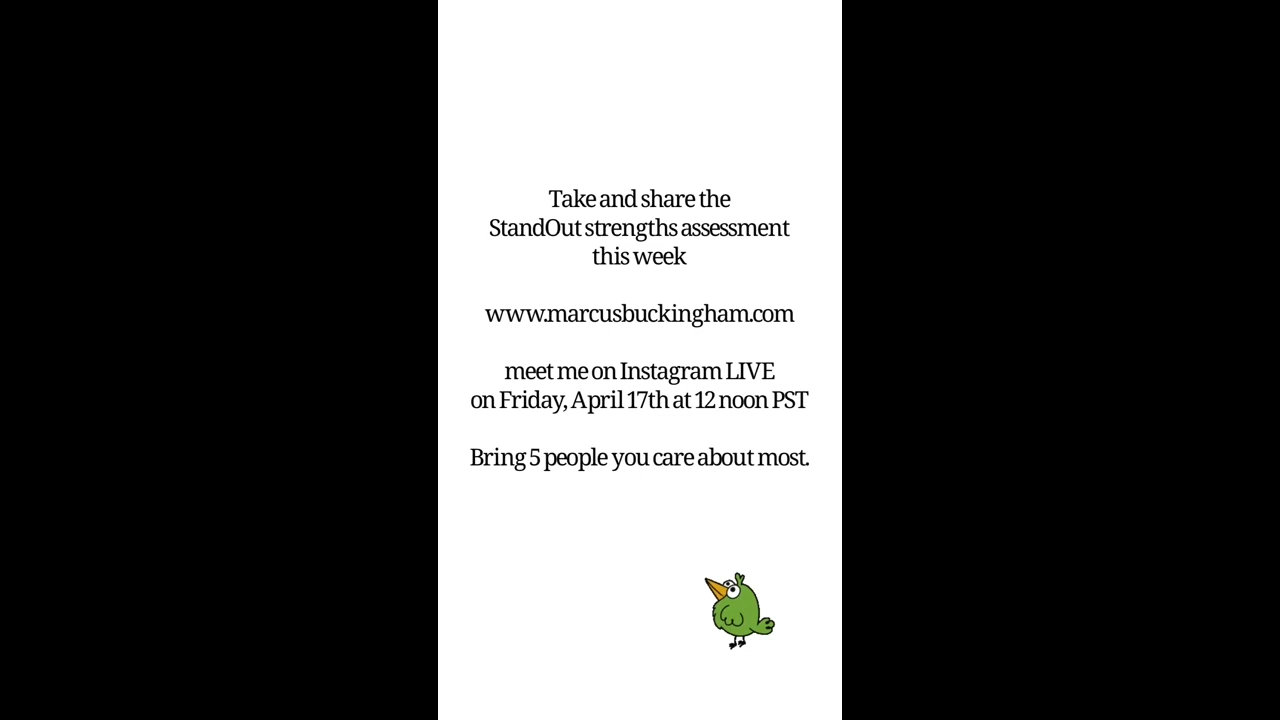 Take and share the
StandOut strengths assessment
this week
www.marcusbuckingham.com
meet me on Instagram LIVE
on Friday, April 17th at 12 noon PST
Bring 5 people you care about most.